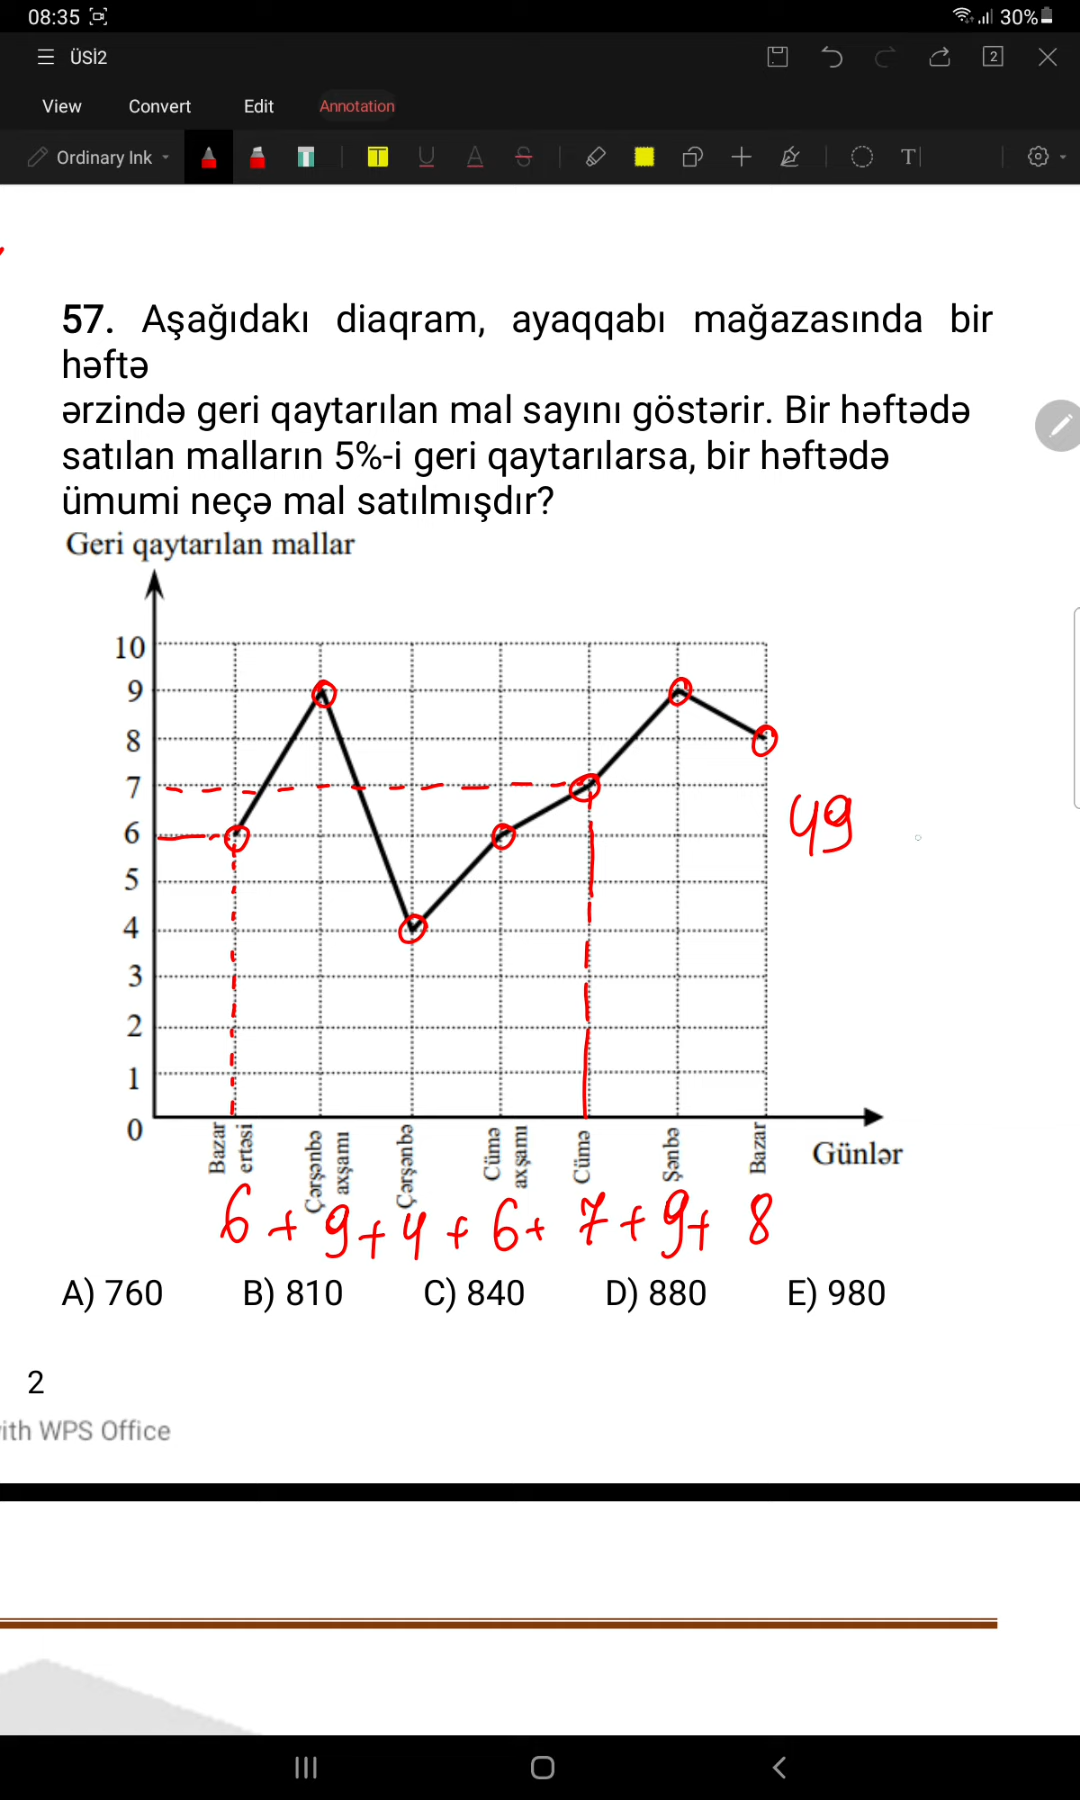 08:35
30%
ÜSİ2
2
View Convert Edit Annotation
Ordinary Ink T U A S T
57. Aşağıdakı diaqram, ayaqqabı mağazasında bir
həftə
ərzində geri qaytarılan mal sayını göstərir. Bir həftədə
satılan malların 5%-i geri qaytarılarsa, bir həftədə
ümumi neçə mal satılmışdır?
Geri qaytarılan mallar
10
9
8
7
6
5
4
3
2
1
0
49
Bazar ertəsi
Çərşənbə axşamı
Çərşənbə
Cümə axşamı
Cümə
Şənbə
Bazar
Günlər
6 + 9 + 4 + 6 + 7 + 9 + 8
A) 760 B) 810 C) 840 D) 880 E) 980
2
ith WPS Office